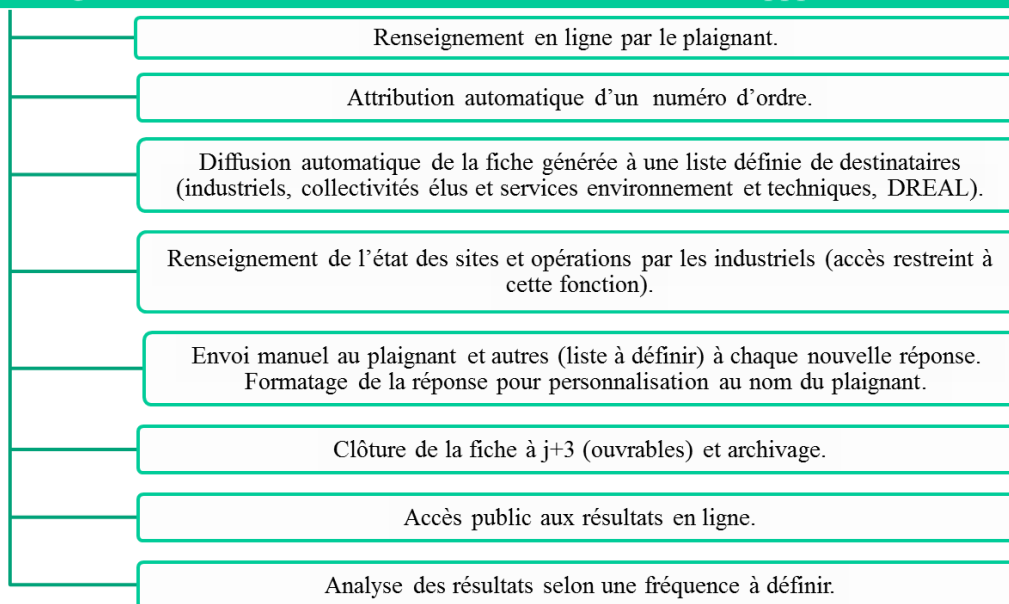 Renseignement en ligne par le plaignant.
Attribution automatique d’un numéro d’ordre.
Diffusion automatique de la fiche générée à une liste définie de destinataires
(industriels, collectivités élus et services environnement et techniques, DREAL).
Renseignement de l’état des sites et opérations par les industriels (accès restreint à
cette fonction).
Envoi manuel au plaignant et autres (liste à définir) à chaque nouvelle réponse.
Formatage de la réponse pour personnalisation au nom du plaignant.
Clôture de la fiche à j+3 (ouvrables) et archivage.
Accès public aux résultats en ligne.
Analyse des résultats selon une fréquence à définir.